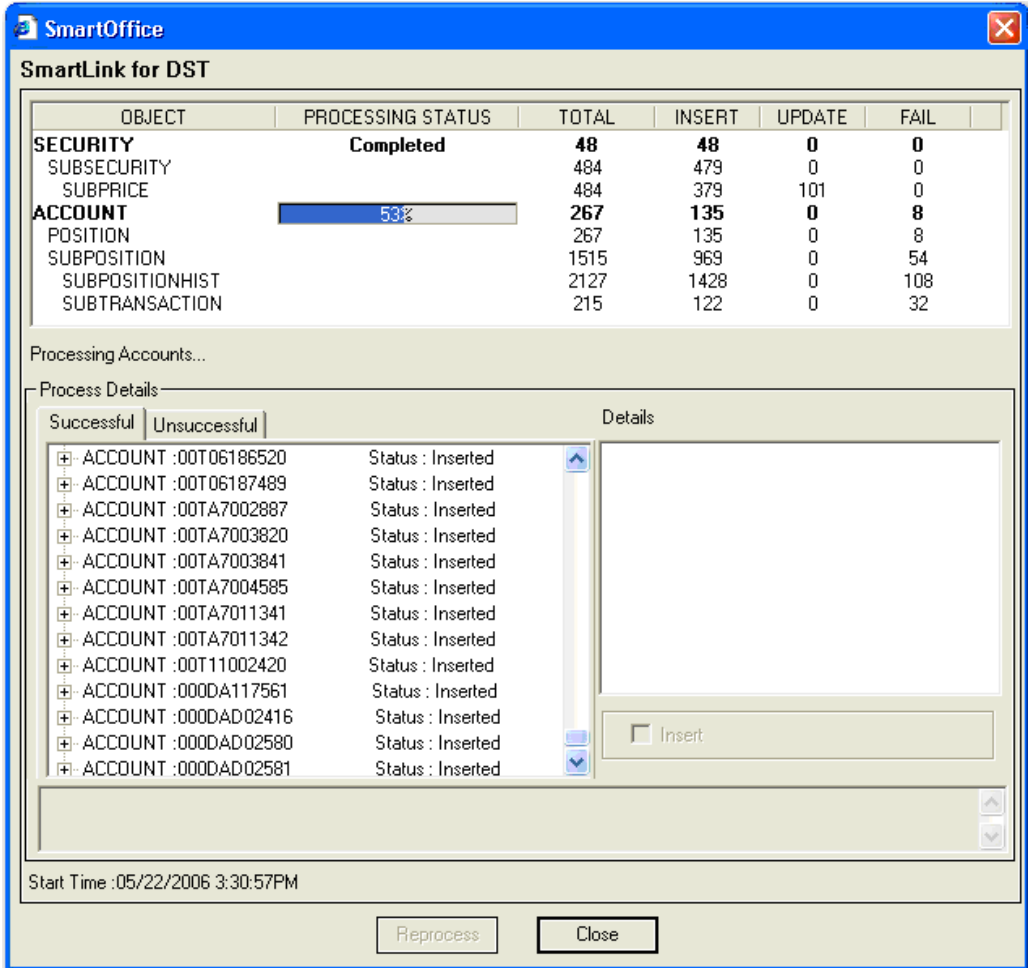 SmartOffice
SmartLink for DST
OBJECT PROCESSING STATUS TOTAL INSERT UPDATE FAIL
SECURITY Completed 48 48 0 0
SUBSECURITY 484 479 0 0
SUBPRICE 484 379 101 0
ACCOUNT 53% 267 135 0 8
POSITION 267 135 0 8
SUBPOSITION 1515 969 0 54
SUBPOSITIONHIST 2127 1428 0 108
SUBTRANSACTION 215 122 0 32
Processing Accounts...
Process Details
Successful Unsuccessful Details
ACCOUNT :00T06186520 Status : Inserted
ACCOUNT :00T06187489 Status : Inserted
ACCOUNT :00TA7002887 Status : Inserted
ACCOUNT :00TA7003820 Status : Inserted
ACCOUNT :00TA7003841 Status : Inserted
ACCOUNT :00TA7004585 Status : Inserted
ACCOUNT :00TA7011341 Status : Inserted
ACCOUNT :00TA7011342 Status : Inserted
ACCOUNT :00T11002420 Status : Inserted
ACCOUNT :000DA117561 Status : Inserted
ACCOUNT :000DAD02416 Status : Inserted
ACCOUNT :000DAD02580 Status : Inserted
ACCOUNT :000DAD02581 Status : Inserted
Insert
Start Time :05/22/2006 3:30:57PM
Reprocess Close